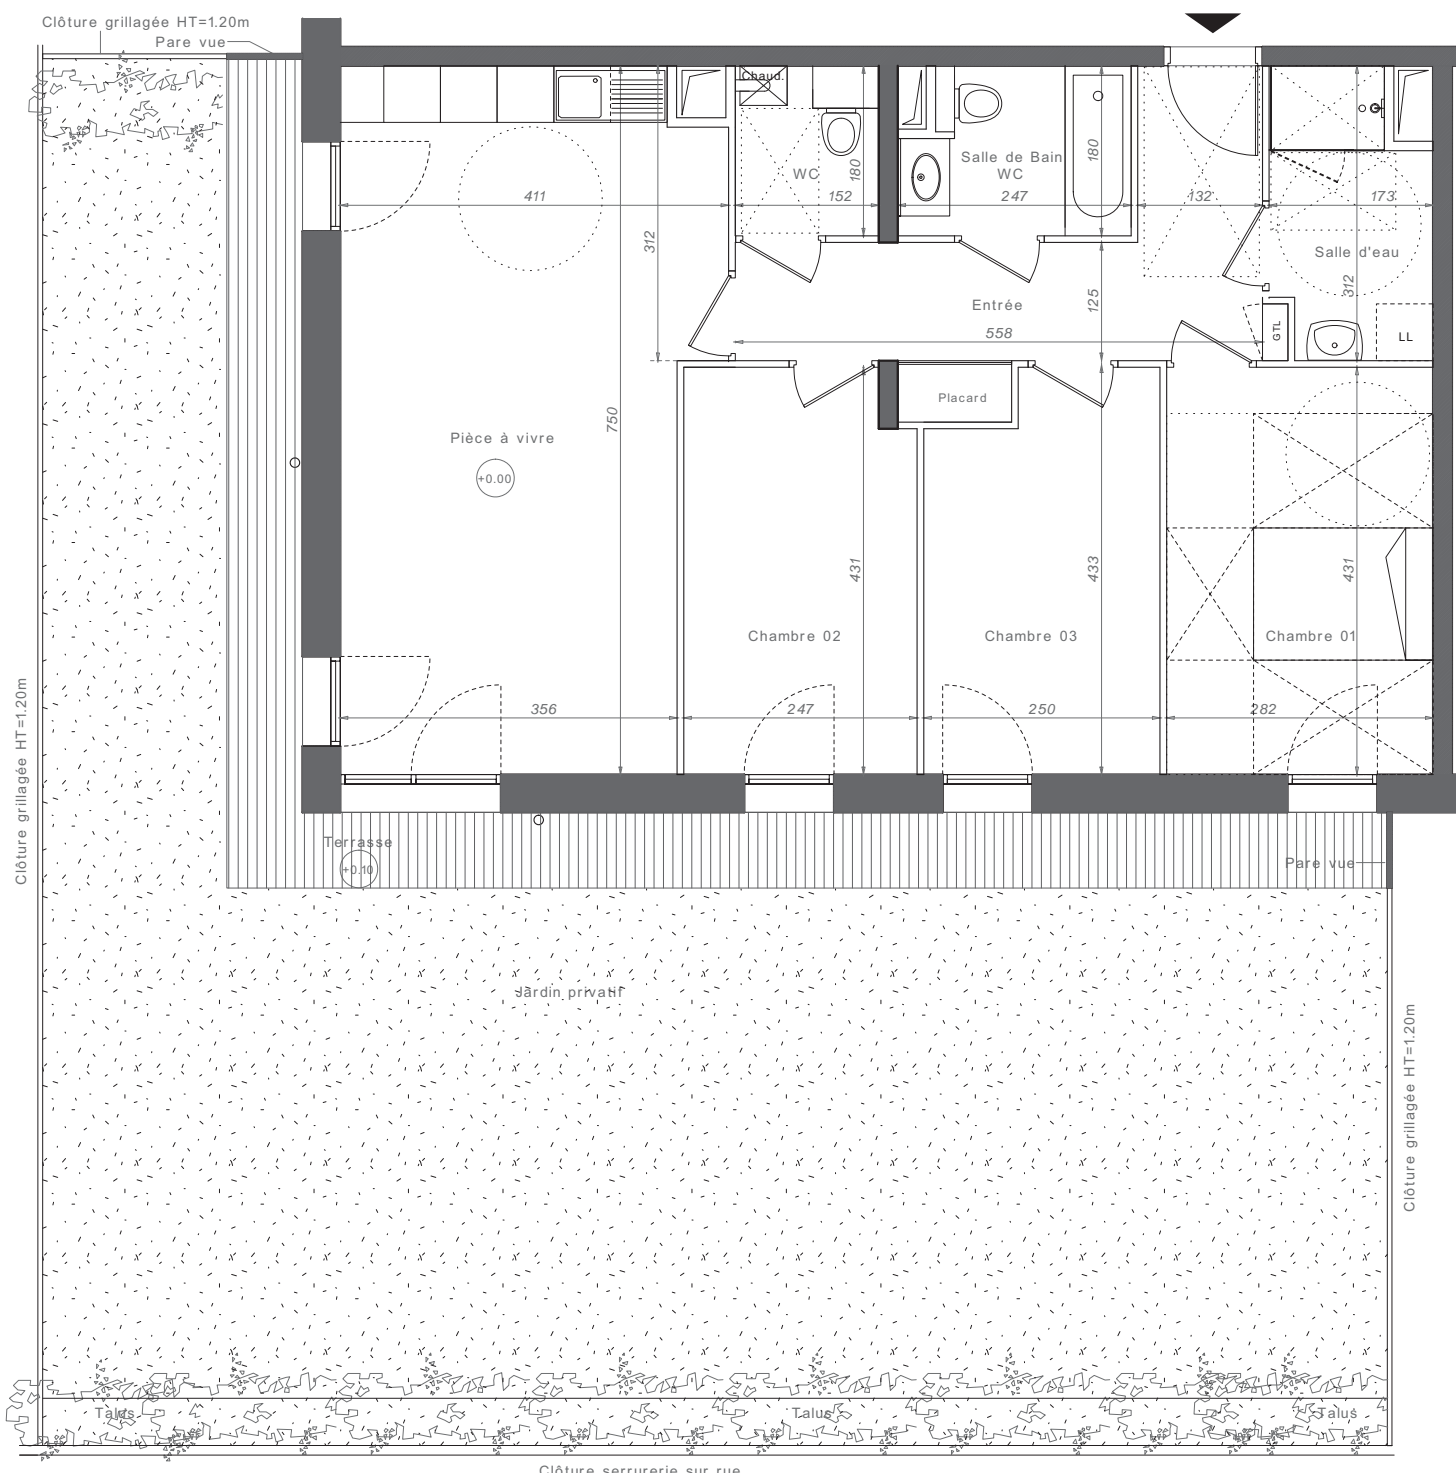 Clôture grillagée HT=1.20m
Pare vue
Chaud.
WC
180
152
Salle de Bain
WC
180
247
132
173
411
312
Salle d'eau
312
Entrée
125
558
GTL
LL
Placard
750
Pièce à vivre
+0.00
431
433
431
Chambre 02
Chambre 03
Chambre 01
356
247
250
282
Terrasse
+0.10
Pare vue
Clôture grillagée HT=1.20m
Jardin privatif
Clôture grillagée HT=1.20m
Talus
Talus
Talus
Clôture serrurerie sur rue